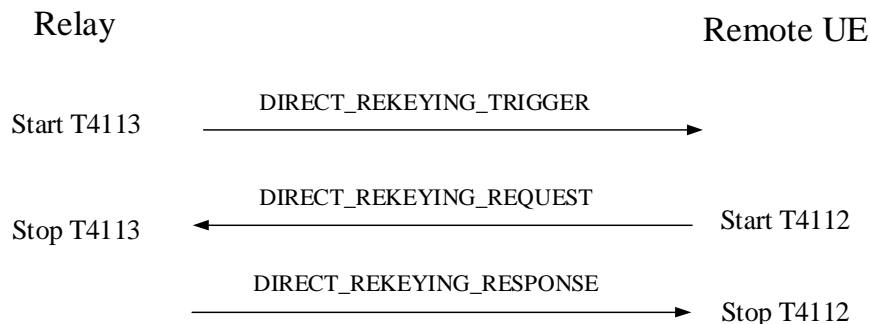 Relay
Remote UE
DIRECT_REKEYING_TRIGGER
Start T4113
DIRECT_REKEYING_REQUEST
Stop T4113
Start T4112
DIRECT_REKEYING_RESPONSE
Stop T4112